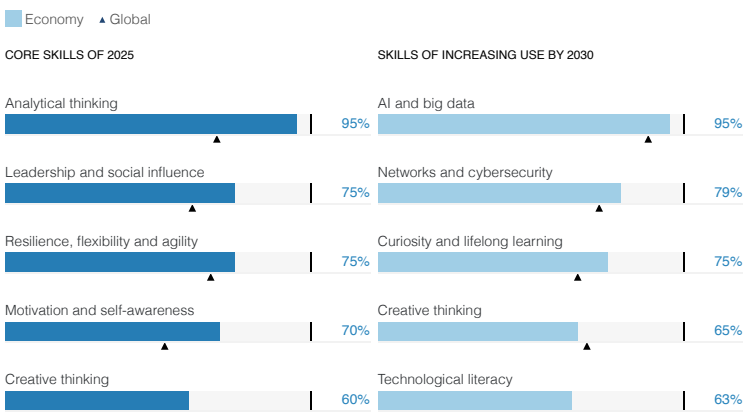 Economy Global
CORE SKILLS OF 2025
Analytical thinking
95%
Leadership and social influence
75%
Resilience, flexibility and agility
75%
Motivation and self-awareness
70%
Creative thinking
60%
SKILLS OF INCREASING USE BY 2030
AI and big data
95%
Networks and cybersecurity
79%
Curiosity and lifelong learning
75%
Creative thinking
65%
Technological literacy
63%